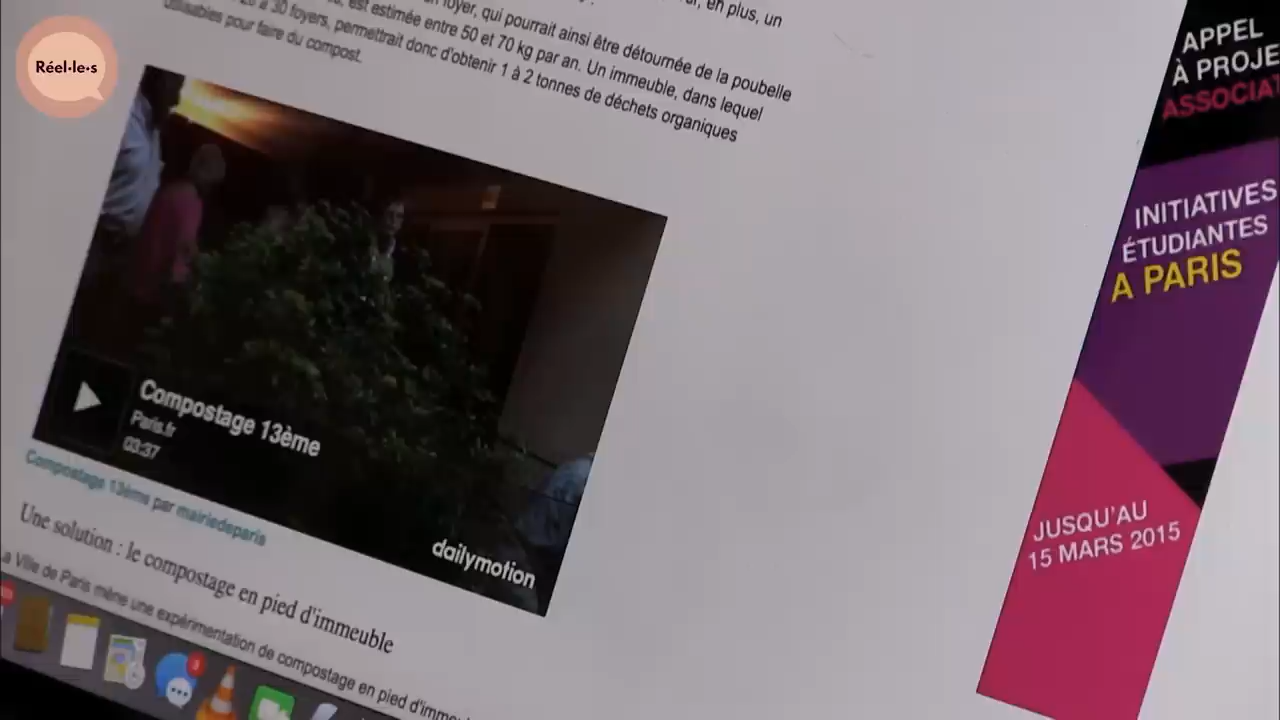 Réel·le·s
en plus, un
foyer, qui pourrait ainsi être détournée de la poubelle
est estimée entre 50 et 70 kg par an. Un immeuble, dans lequel
à 30 foyers, permettrait donc d'obtenir 1 à 2 tonnes de déchets organiques
utilisables pour faire du compost.
Compostage 13ème
Paris.fr
03:37
dailymotion
Compostage 13ème par mairiedeparis
Une solution : le compostage en pied d'immeuble
La Ville de Paris mène une expérimentation de compostage en pied
3
APPEL
À PROJE
ASSOCIAT
INITIATIVES
ÉTUDIANTES
A PARIS
JUSQU'AU
15 MARS 2015